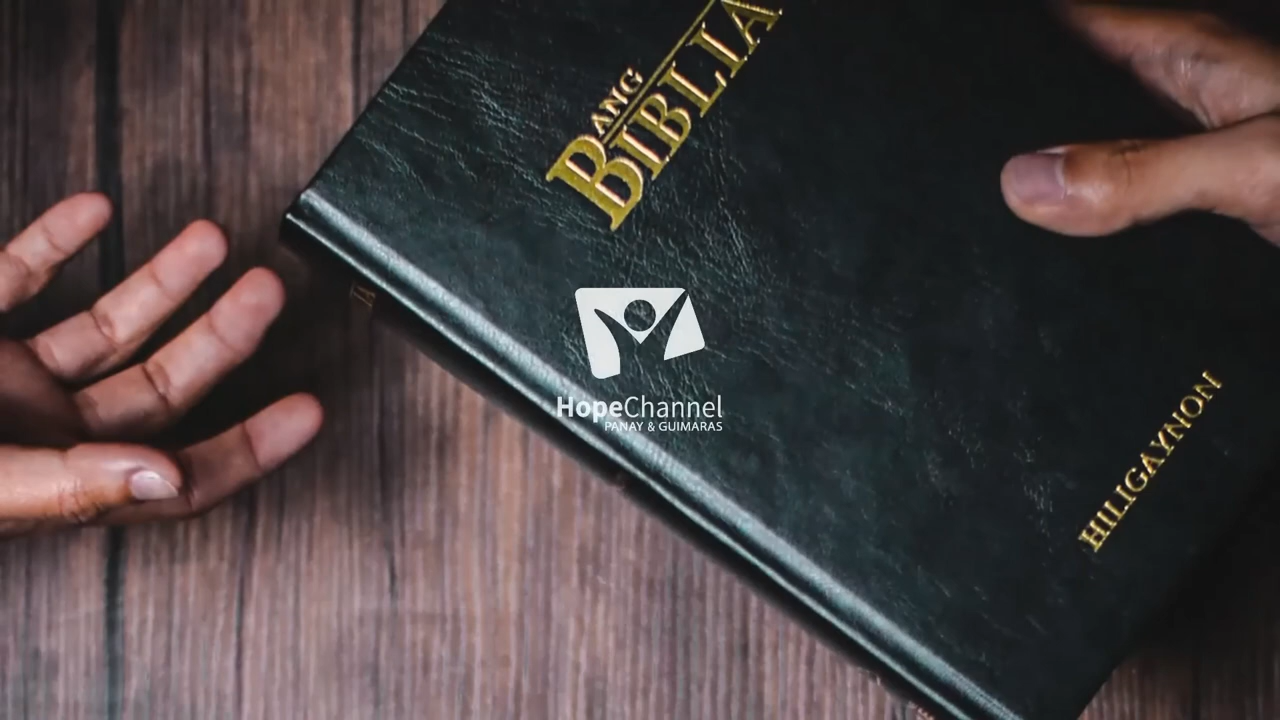 ANG
BIBLIA
HopeChannel
PANAY & GUIMARAS
HILIGAYNON